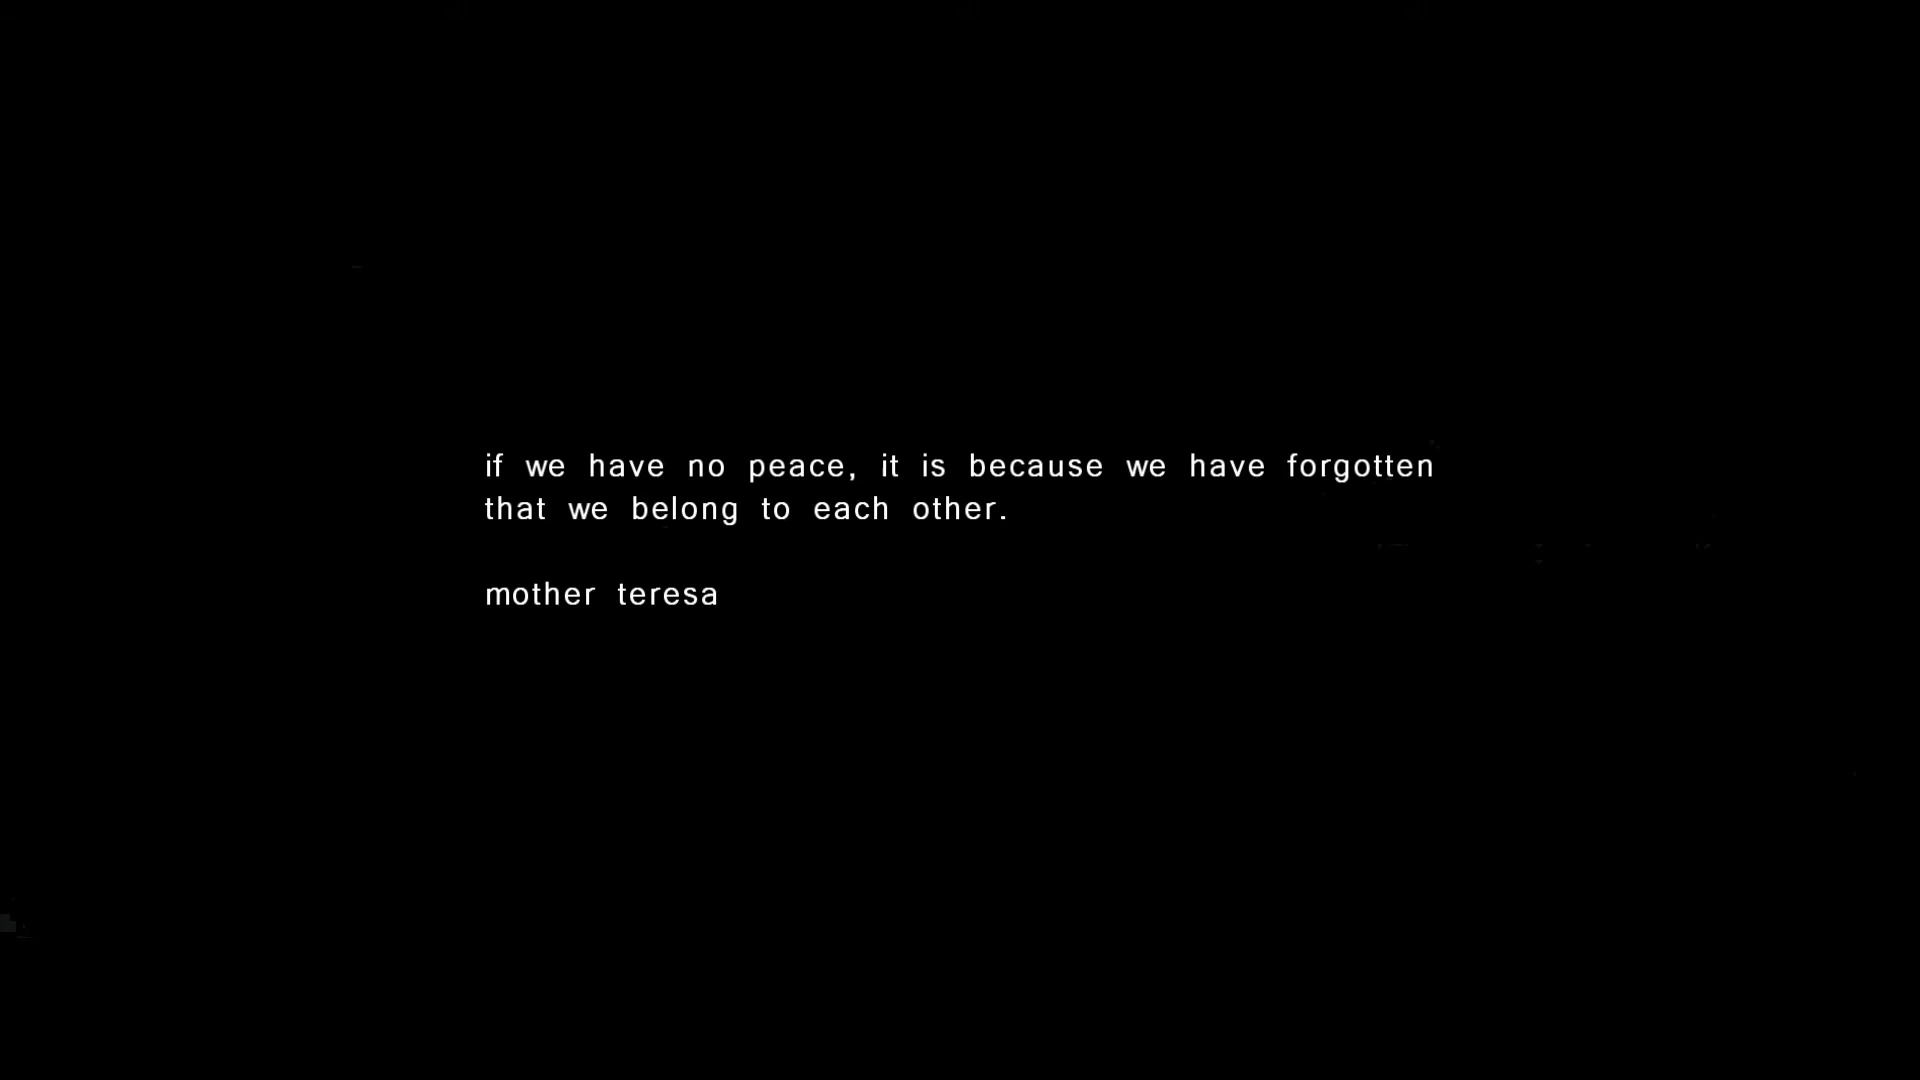 if we have no peace, it is because we have forgotten
that we belong to each other.
mother teresa